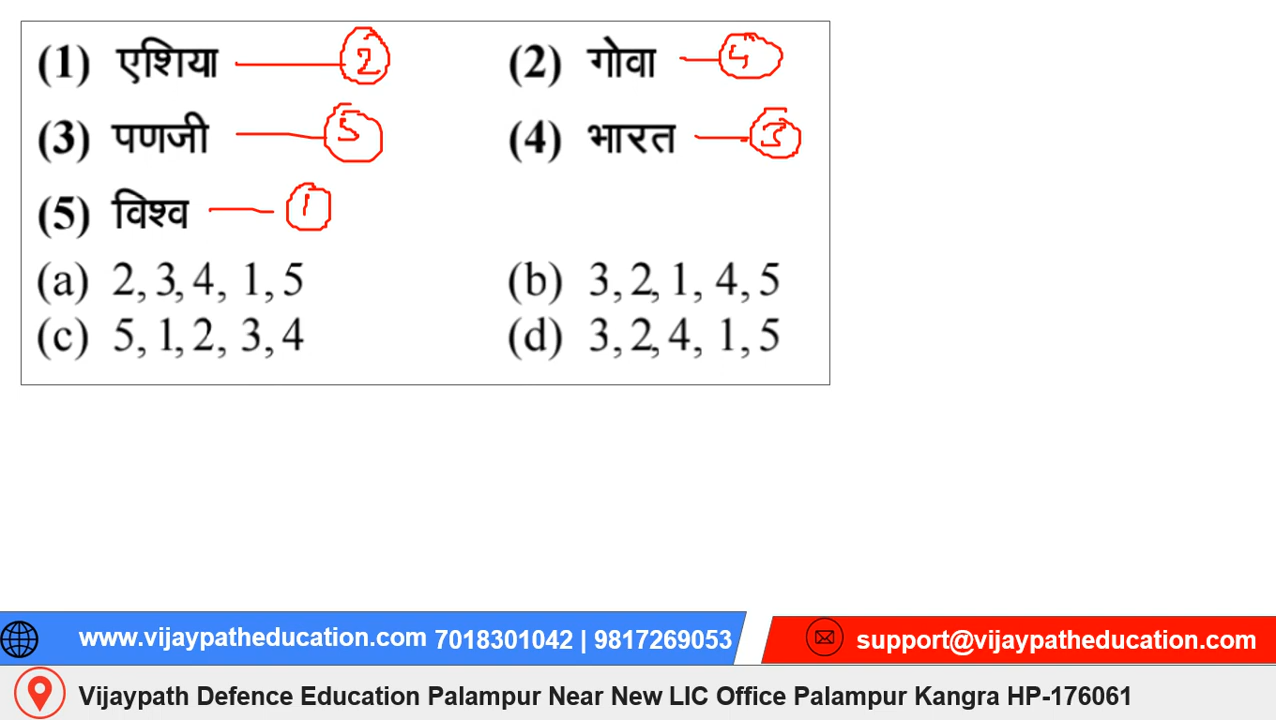 (1) एशिया —— 2 (2) गोवा — 4
(3) पणजी —— 5 (4) भारत — 3
(5) विश्व — 1
(a) 2, 3, 4, 1, 5 (b) 3, 2, 1, 4, 5
(c) 5, 1, 2, 3, 4 (d) 3, 2, 4, 1, 5
www.vijaypatheducation.com 7018301042 | 9817269053 support@vijaypatheducation.com
Vijaypath Defence Education Palampur Near New LIC Office Palampur Kangra HP-176061